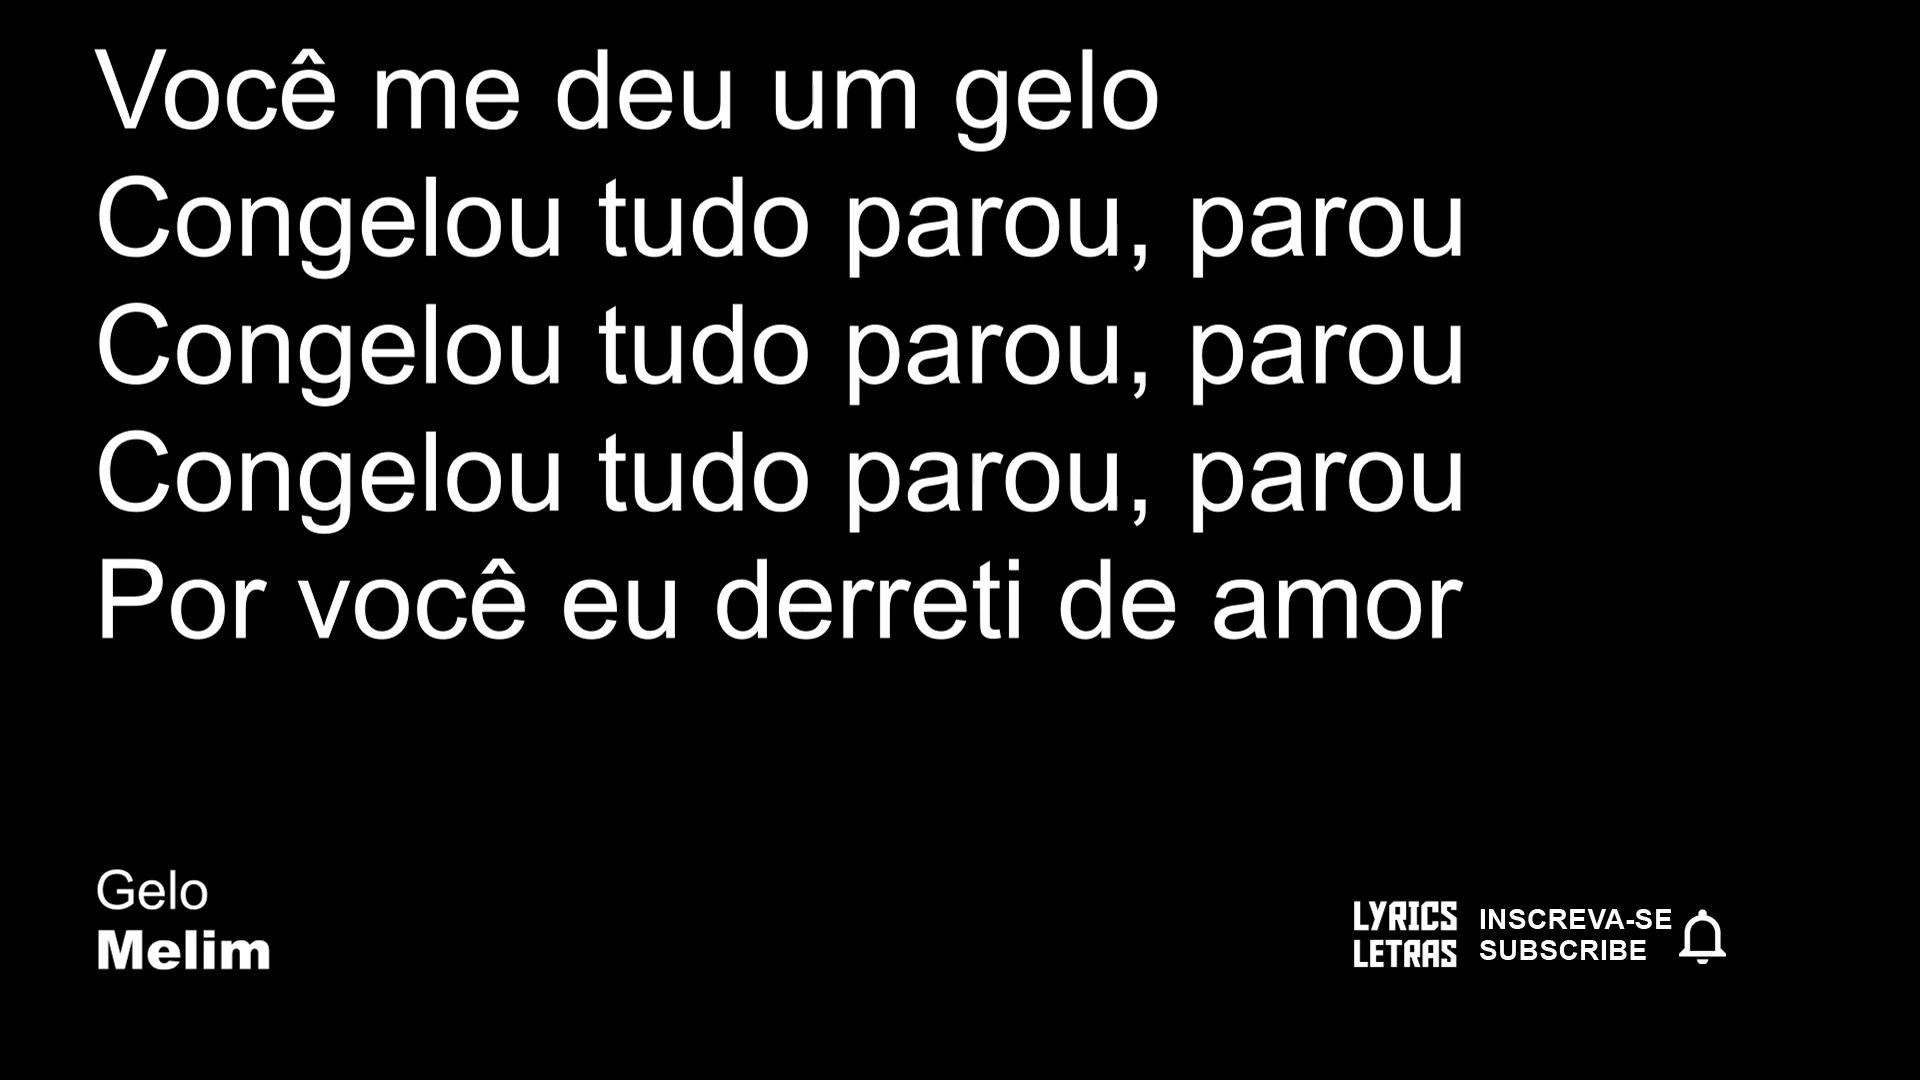 Você me deu um gelo
Congelou tudo parou, parou
Congelou tudo parou, parou
Congelou tudo parou, parou
Por você eu derreti de amor
Gelo
Melim
LYRICS
LETRAS
INSCREVA-SE
SUBSCRIBE